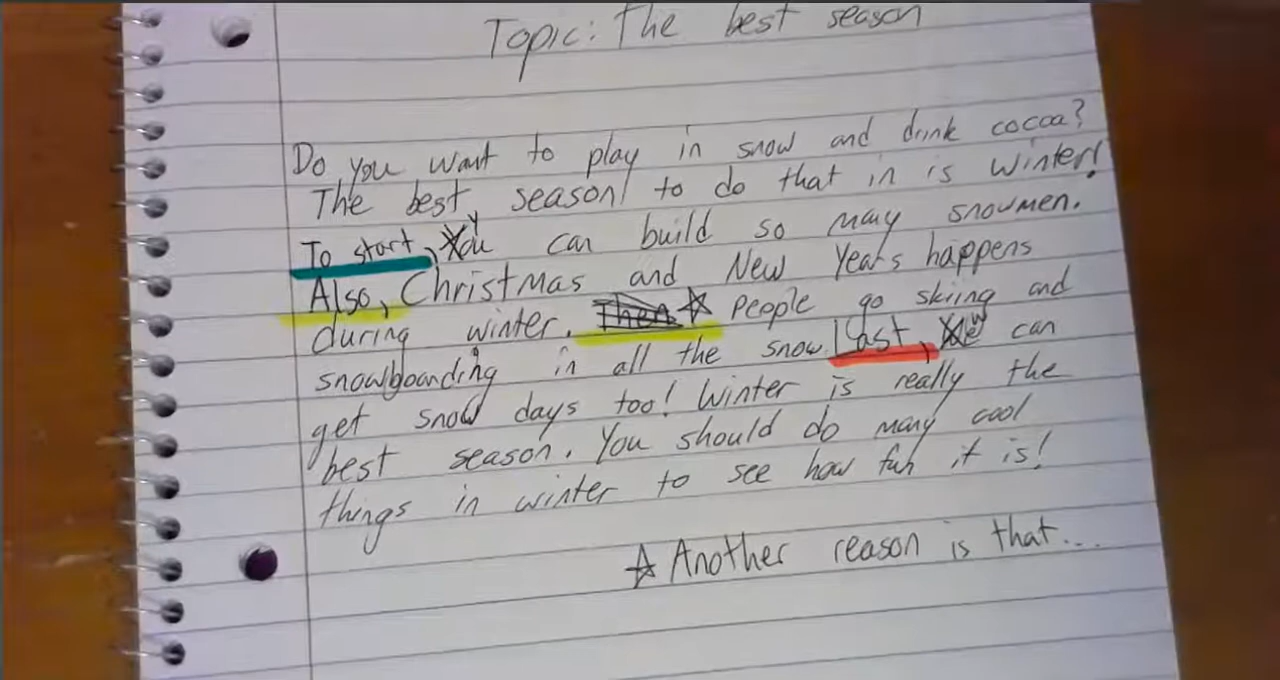 Topic: The best season
Do you want to play in snow and drink cocoa?
The best season to do that in is winter!
To start, you can build so many snowmen.
Also, Christmas and New Years happens
during winter. Then ☆ people go skiing and
snowboarding in all the snow. Last, we can
get snow days too! Winter is really the
best season. You should do many cool
things in winter to see how fun it is!
☆ Another reason is that...